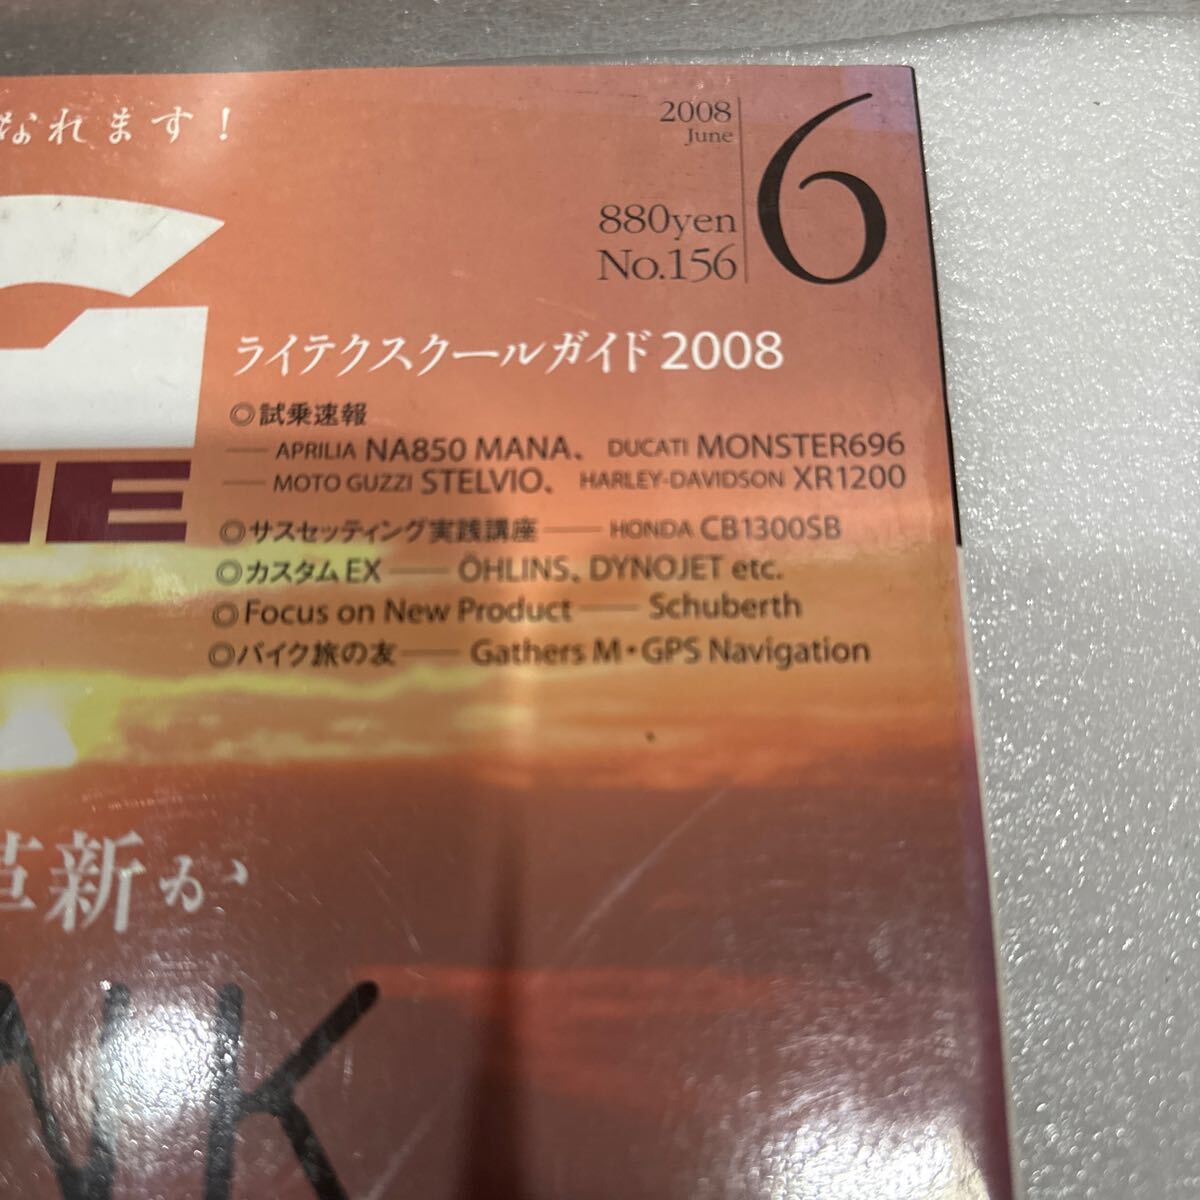 なれます!
2008
June
6
880yen
No.156
G
NE
ライテクスクールガイド2008
◎試乗速報
— APRILIA NA850 MANA、 DUCATI MONSTER696
— MOTO GUZZI STELVIO、 HARLEY-DAVIDSON XR1200
◎サスセッティング実践講座 — HONDA CB1300SB
◎カスタムEX — ÖHLINS、DYNOJET etc.
◎Focus on New Product — Schuberth
◎バイク旅の友 — Gathers M・GPS Navigation
革新か
NK